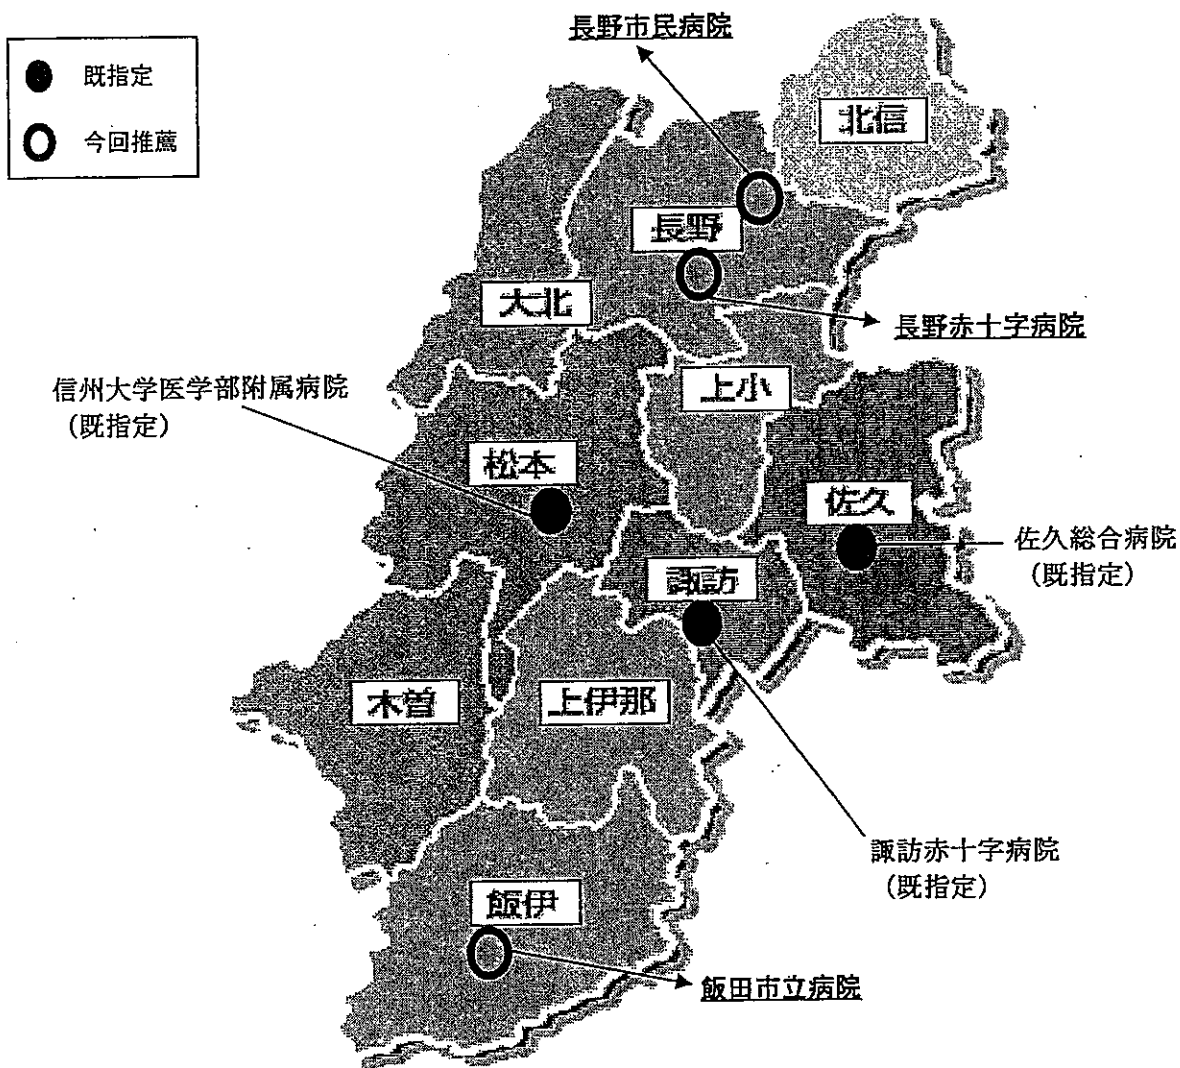 長野市民病院
既指定
今回推薦
北信
長野
大北
長野赤十字病院
上小
信州大学医学部附属病院
(既指定)
松本
佐久
佐久総合病院
(既指定)
諏訪
木曽
上伊那
諏訪赤十字病院
(既指定)
飯伊
飯田市立病院